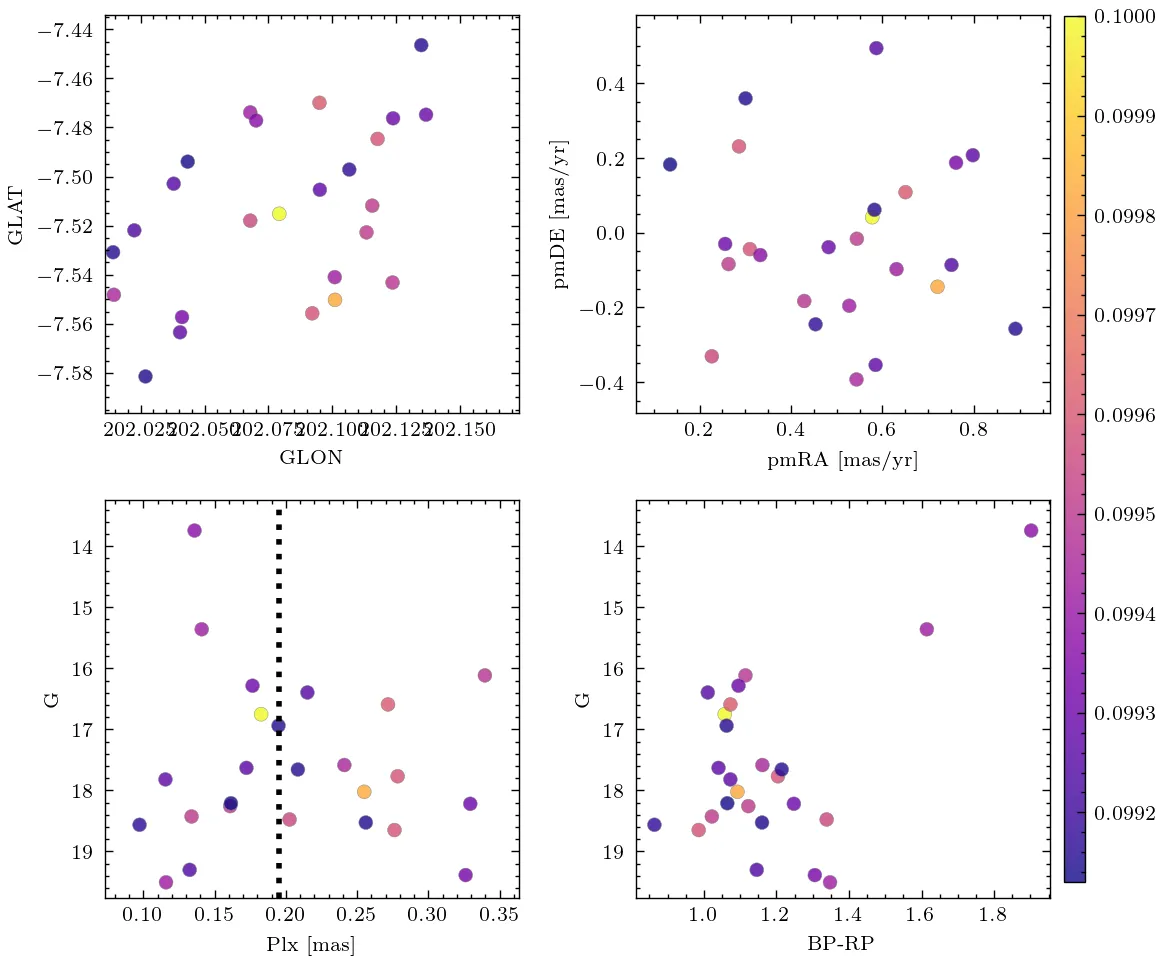 −7.44
−7.46
−7.48
−7.50
−7.52
−7.54
−7.56
−7.58
GLAT
202.025 202.050 202.075 202.100 202.125 202.150
GLON
0.4
0.2
0.0
−0.2
−0.4
pmDE [mas/yr]
0.2 0.4 0.6 0.8
pmRA [mas/yr]
14
15
16
17
18
19
G
0.10 0.15 0.20 0.25 0.30 0.35
Plx [mas]
14
15
16
17
18
19
G
1.0 1.2 1.4 1.6 1.8
BP-RP
0.1000
0.0999
0.0998
0.0997
0.0996
0.0995
0.0994
0.0993
0.0992